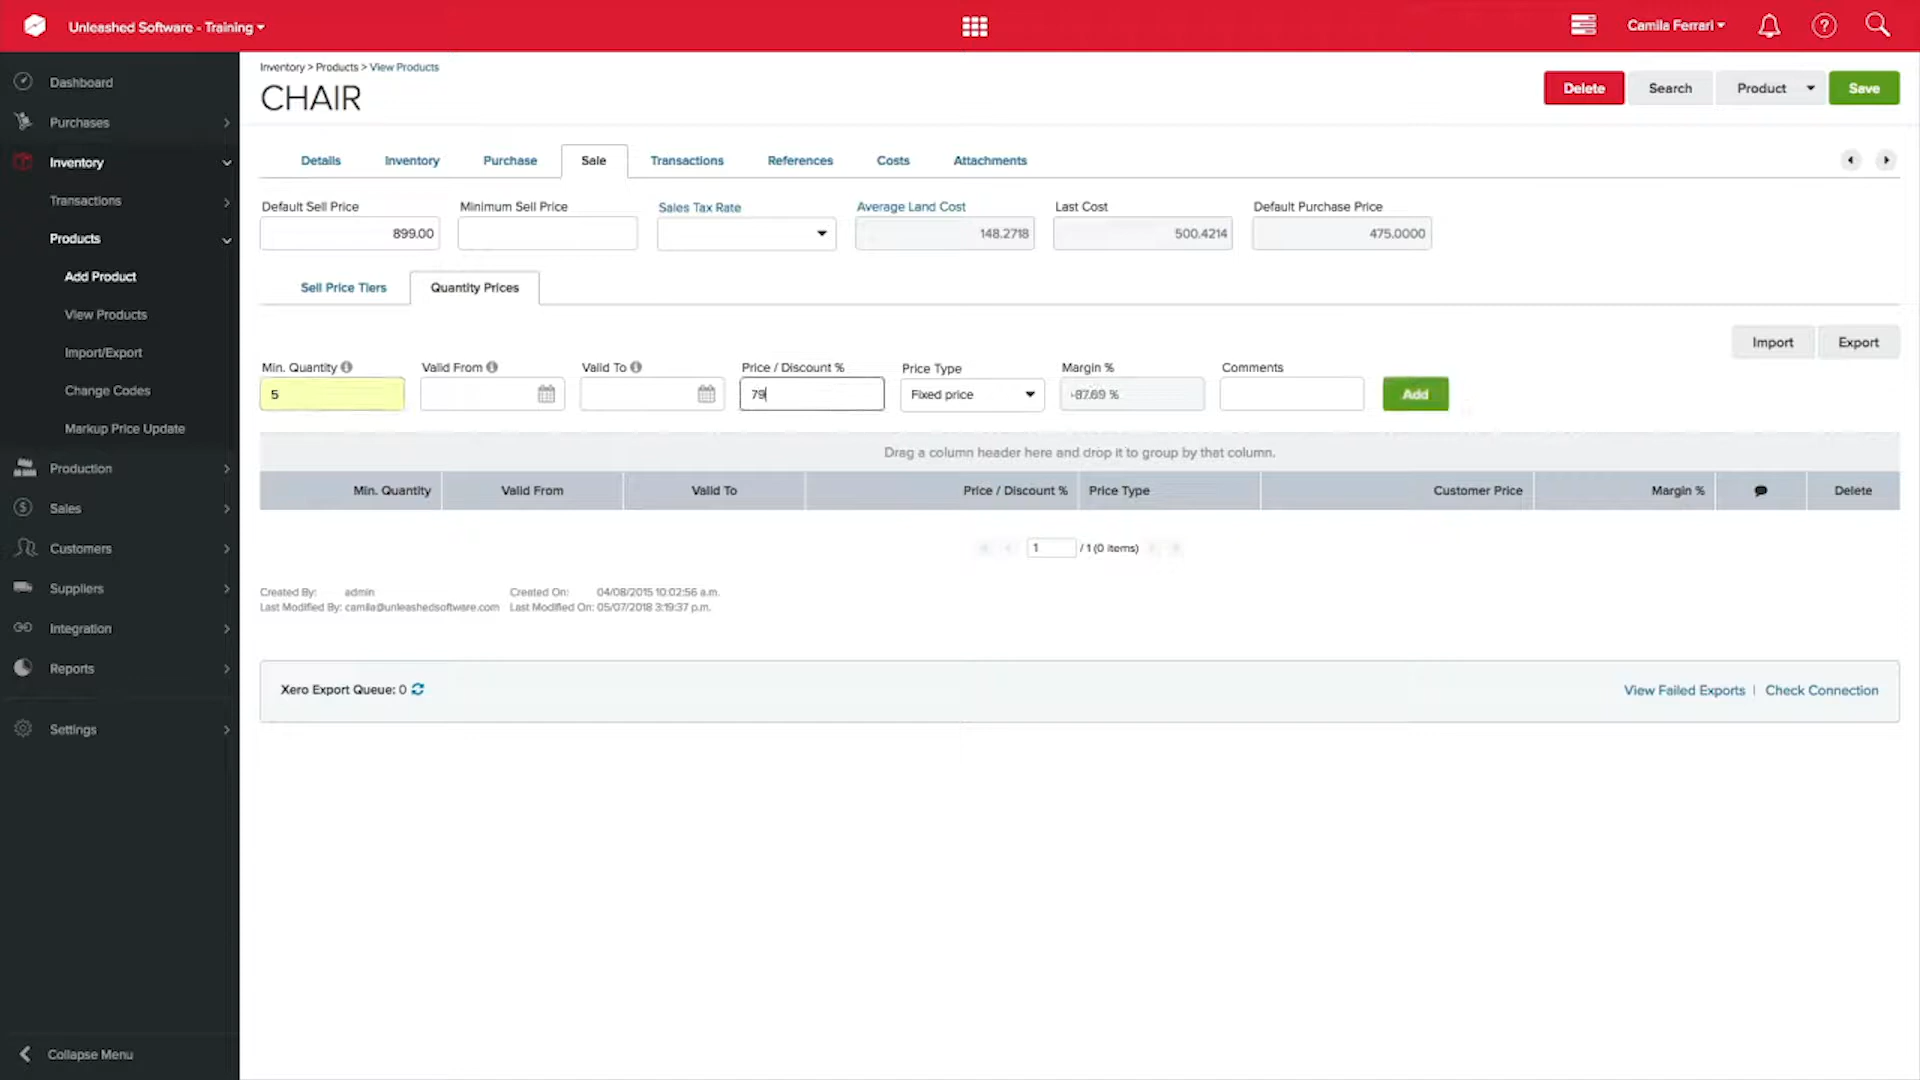 Unleashed Software - Training
Camila Ferrari
Dashboard
Purchases
Inventory
Transactions
Products
Add Product
View Products
Import/Export
Change Codes
Markup Price Update
Production
Sales
Customers
Suppliers
Integration
Reports
Settings
Collapse Menu
Inventory > Products > View Products
CHAIR
Delete Search Product Save
Details Inventory Purchase Sale Transactions References Costs Attachments
Default Sell Price Minimum Sell Price Sales Tax Rate Average Land Cost Last Cost Default Purchase Price
899.00 148.2718 500.4214 475.0000
Sell Price Tiers Quantity Prices
Import Export
Min. Quantity Valid From Valid To Price / Discount % Price Type Margin % Comments
5 79 Fixed price -87.69 % Add
Drag a column header here and drop it to group by that column.
Min. Quantity Valid From Valid To Price / Discount % Price Type Customer Price Margin % Delete
1 / 1 (0 items)
Created By: admin Created On: 04/08/2015 10:02:56 a.m.
Last Modified By: camila@unleashedsoftware.com Last Modified On: 05/07/2018 3:19:37 p.m.
Xero Export Queue: 0 View Failed Exports | Check Connection